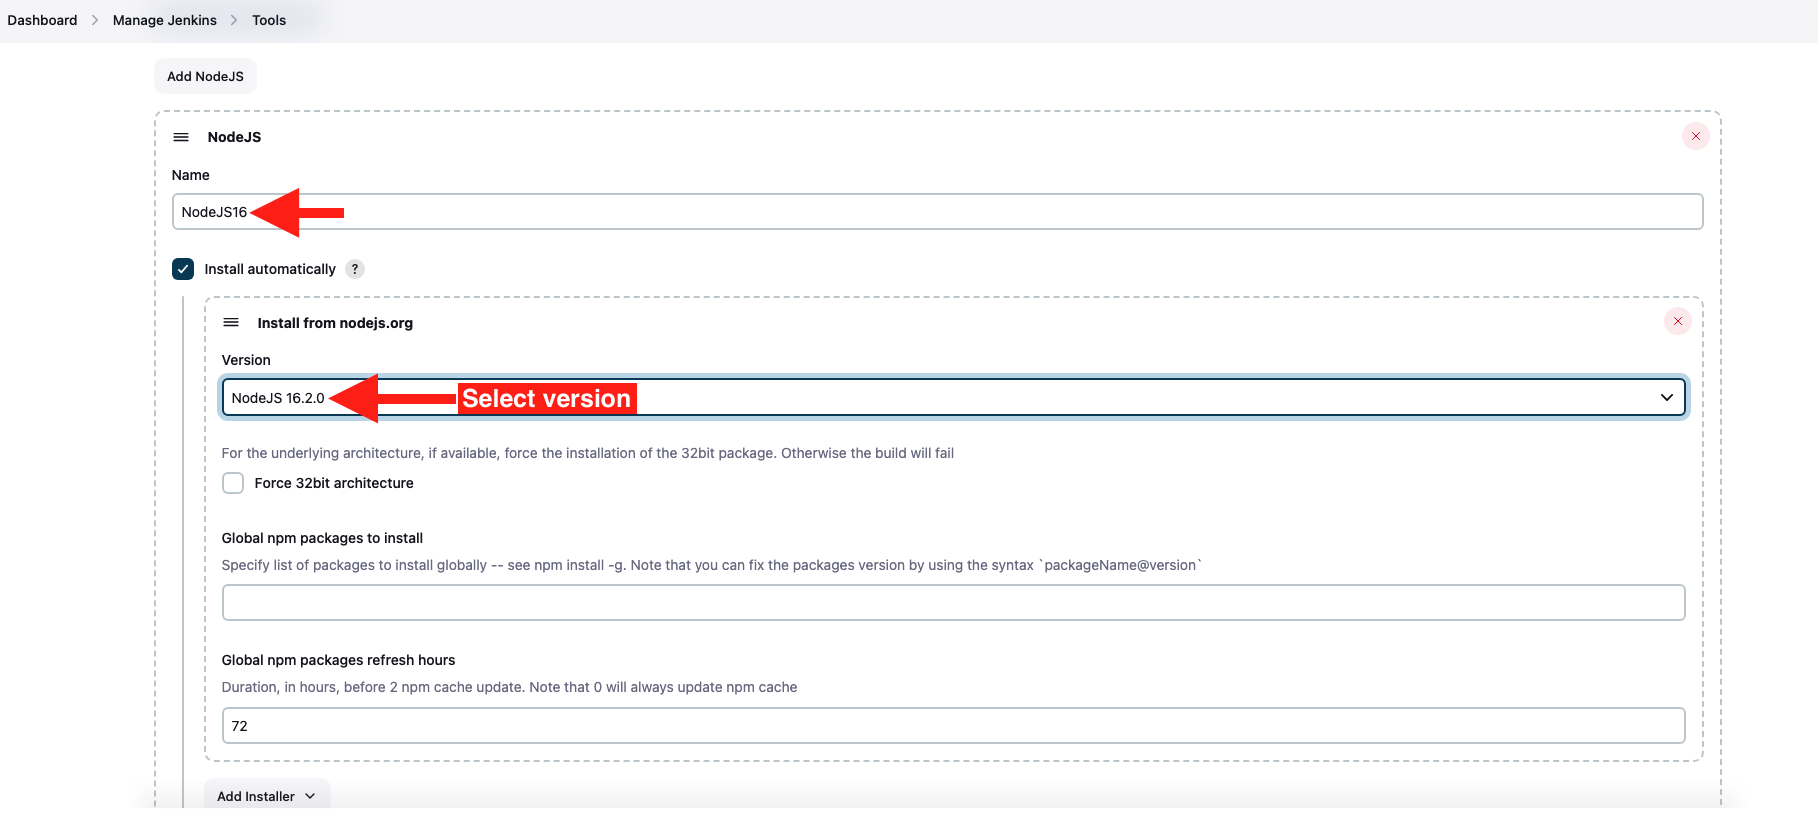 Dashboard > Manage Jenkins > Tools
Add NodeJS
NodeJS
Name
NodeJS16
Install automatically ?
Install from nodejs.org
Version
NodeJS 16.2.0 Select version
For the underlying architecture, if available, force the installation of the 32bit package. Otherwise the build will fail
Force 32bit architecture
Global npm packages to install
Specify list of packages to install globally -- see npm install -g. Note that you can fix the packages version by using the syntax `packageName@version`
Global npm packages refresh hours
Duration, in hours, before 2 npm cache update. Note that 0 will always update npm cache
72
Add Installer